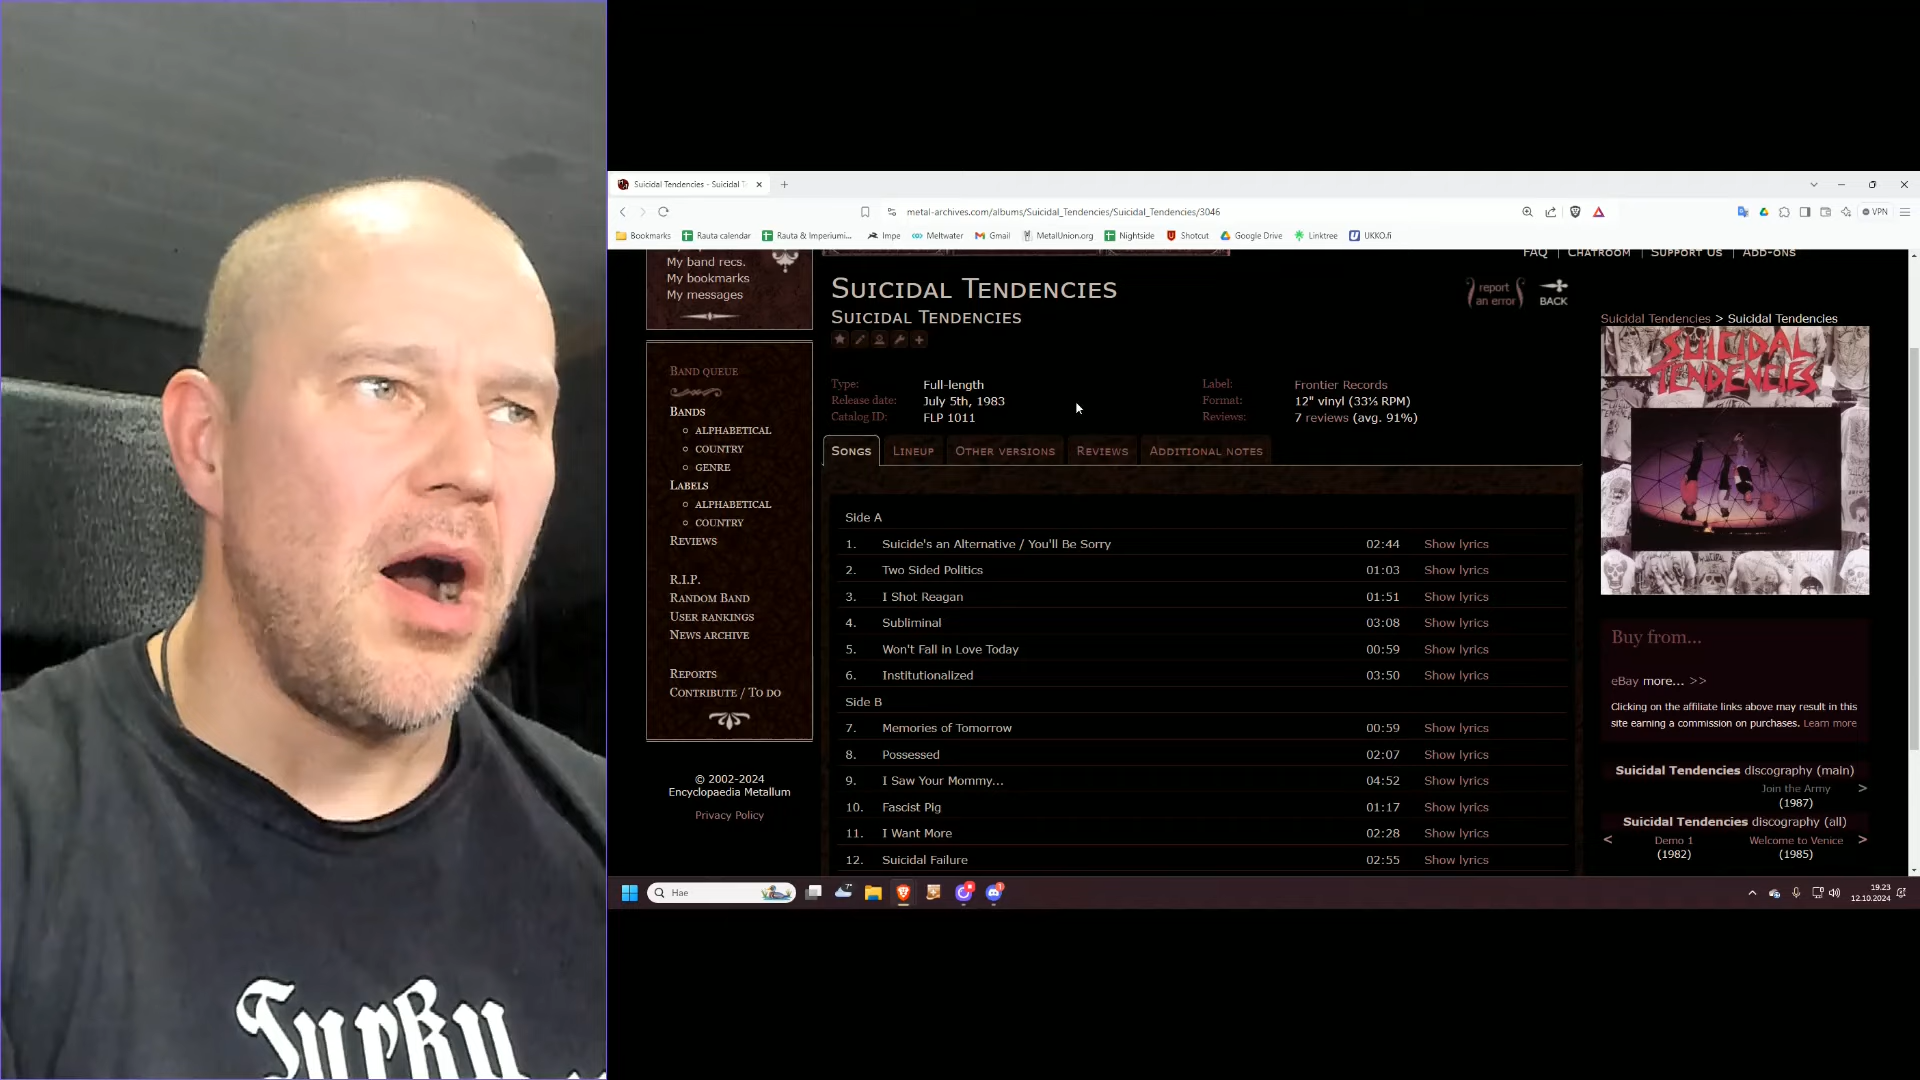 Suicidal Tendencies - Suicidal T
metal-archives.com/albums/Suicidal_Tendencies/Suicidal_Tendencies/3046
VPN
Bookmarks
Rauta calendar
Rauta & Imperiumi...
Impe
Meltwater
Gmail
MetalUnion.org
Nightside
Shotcut
Google Drive
Linktree
UKKO.fi
My band recs.
My bookmarks
My messages
FAQ | Chatroom | Support Us | Add-ons
Suicidal Tendencies
Suicidal Tendencies
report
an error
BACK
Type: Full-length
Release date: July 5th, 1983
Catalog ID: FLP 1011
Label: Frontier Records
Format: 12" vinyl (33⅓ RPM)
Reviews: 7 reviews (avg. 91%)
Songs
Lineup
Other versions
Reviews
Additional notes
Side A
1. Suicide's an Alternative / You'll Be Sorry 02:44 Show lyrics
2. Two Sided Politics 01:03 Show lyrics
3. I Shot Reagan 01:51 Show lyrics
4. Subliminal 03:08 Show lyrics
5. Won't Fall in Love Today 00:59 Show lyrics
6. Institutionalized 03:50 Show lyrics
Side B
7. Memories of Tomorrow 00:59 Show lyrics
8. Possessed 02:07 Show lyrics
9. I Saw Your Mommy... 04:52 Show lyrics
10. Fascist Pig 01:17 Show lyrics
11. I Want More 02:28 Show lyrics
12. Suicidal Failure 02:55 Show lyrics
Band queue
Bands
Alphabetical
Country
Genre
Labels
Alphabetical
Country
Reviews
R.I.P.
Random Band
User rankings
News archive
Reports
Contribute / To do
© 2002-2024
Encyclopaedia Metallum
Privacy Policy
Suicidal Tendencies > Suicidal Tendencies
SUICIDAL
TENDENCIES
Buy from...
eBay more... >>
Clicking on the affiliate links above may result in this
site earning a commission on purchases. Learn more
Suicidal Tendencies discography (main)
Join the Army >
(1987)
Suicidal Tendencies discography (all)
< Demo 1 Welcome to Venice >
(1982) (1985)
Hae
19.23
12.10.2024
Turku